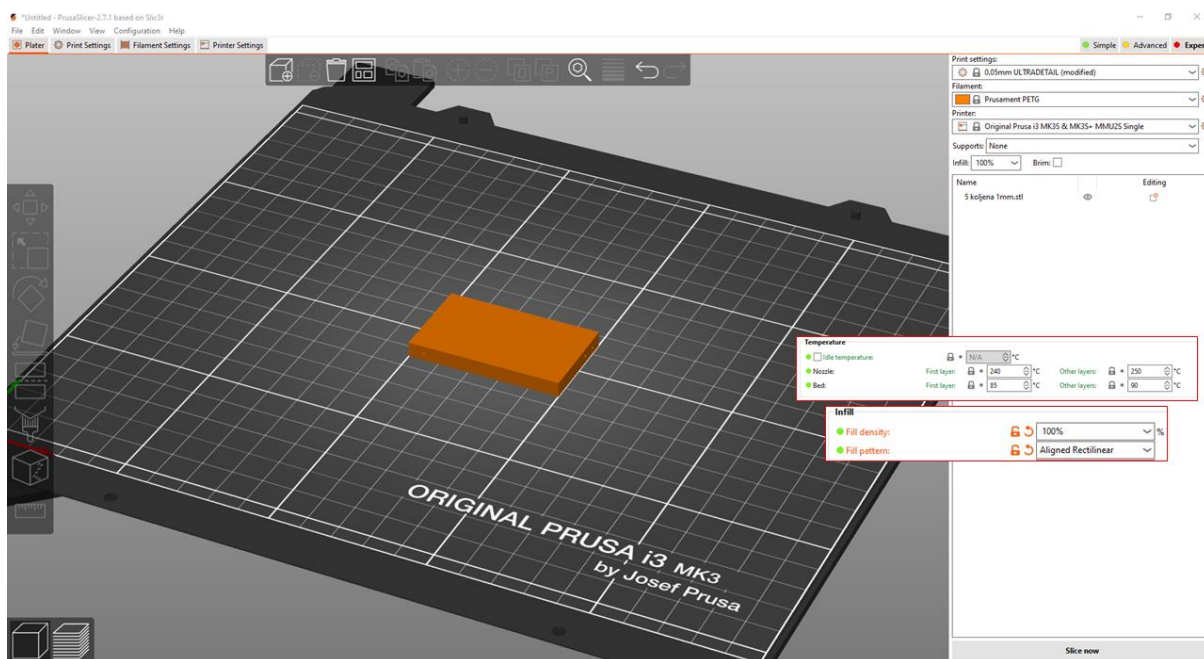 *Untitled - PrusaSlicer-2.7.1 based on Slic3r
File Edit Window View Configuration Help
Plater Print Settings Filament Settings Printer Settings
Simple Advanced Exper
Print settings:
0.05mm ULTRADETAIL (modified)
Filament:
Prusament PETG
Printer:
Original Prusa i3 MK3S & MK3S+ MMU2S Single
Supports: None
Infill: 100% Brim:
Name Editing
5 koljena 1mm.stl
Temperature
Idle temperature: N/A °C
Nozzle: First layer: 240 °C Other layers: 250 °C
Bed: First layer: 85 °C Other layers: 90 °C
Infill
Fill density: 100% %
Fill pattern: Aligned Rectilinear
ORIGINAL PRUSA i3 MK3
by Josef Prusa
Slice now